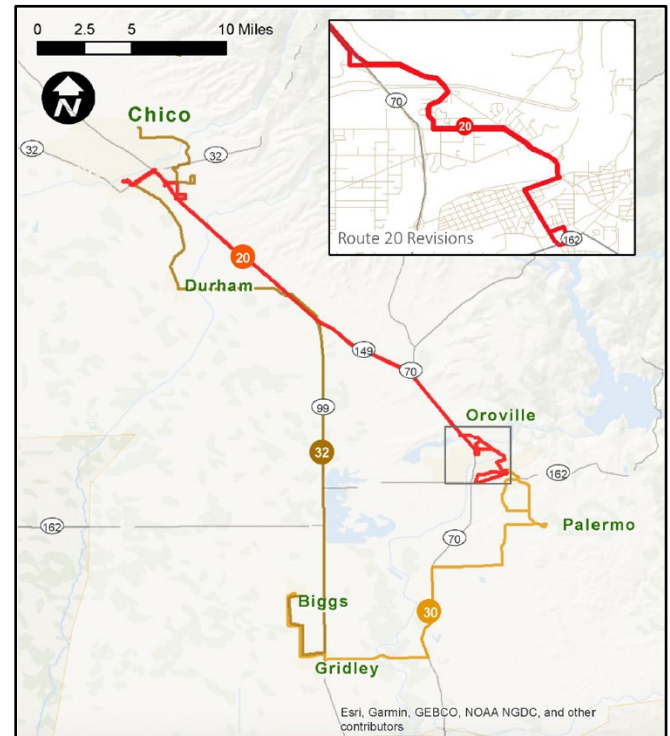 0 2.5 5 10 Miles
N
Chico
32
32
20
Durham
149
70
99
Oroville
32
162
162
Palermo
70
Biggs
30
Gridley
70
20
162
Route 20 Revisions
Esri, Garmin, GEBCO, NOAA NGDC, and other
contributors